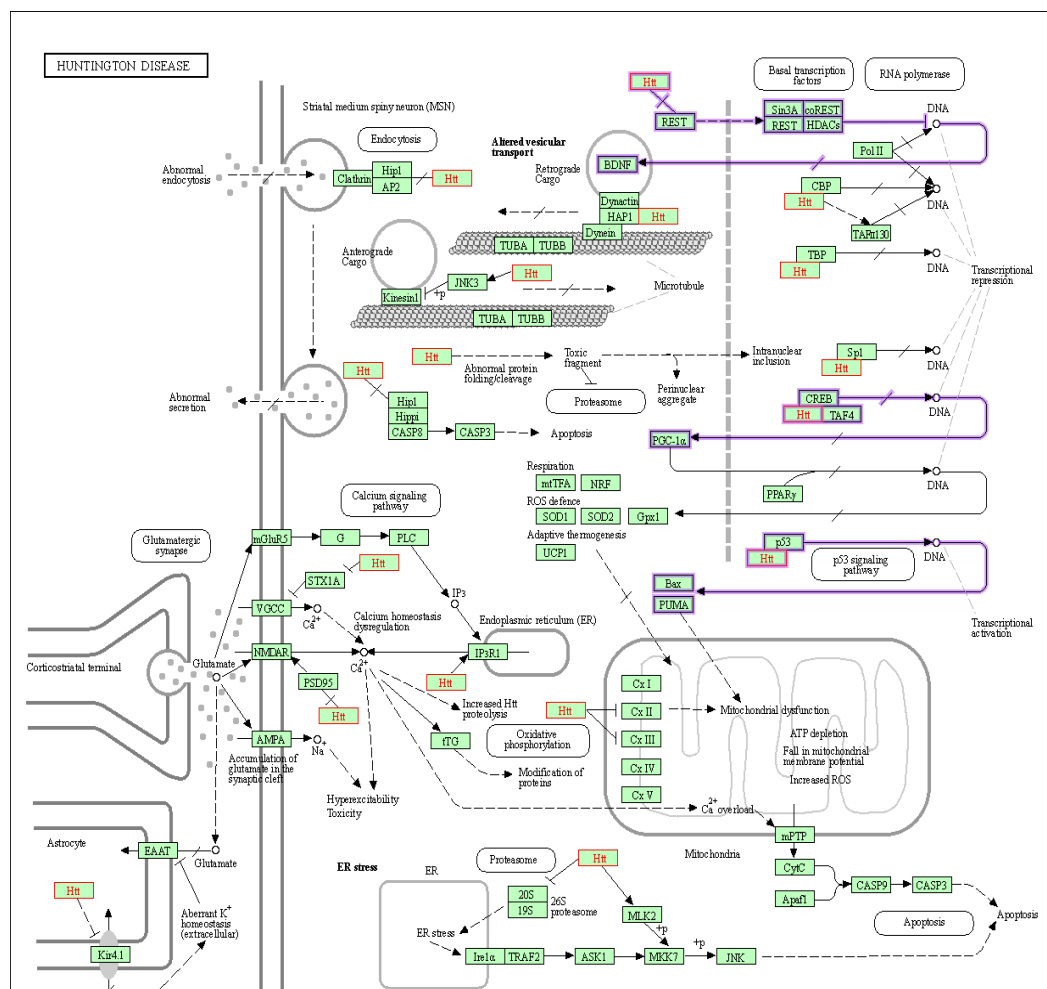 HUNTINGTON DISEASE
Striatal medium spiny neuron (MSN)
Endocytosis
Abnormal
endocytosis
Clathrin
Hip1
AP2
Htt
Altered vesicular
transport
Retrograde
Cargo
BDNF
Dynactin
HAP1
Htt
Dynein
TUBA
TUBB
Anterograde
Cargo
Kinesin1
+p
JNK3
Htt
TUBA
TUBB
Microtubule
Htt
REST
Basal transcription
factors
RNA polymerase
Sin3A
coREST
REST
HDACs
DNA
Pol II
CBP
Htt
DNA
TAFII130
TBP
Htt
DNA
Transcriptional
repression
Sp1
Htt
DNA
CREB
Htt
TAF4
DNA
PGC-1α
PPARγ
DNA
p53
Htt
DNA
p53 signaling
pathway
Bax
PUMA
Transcriptional
activation
Htt
Abnormal protein
folding/cleavage
Toxic
fragment
Intranuclear
inclusion
Perinuclear
aggregate
Proteasome
Abnormal
secretion
Htt
Hip1
Hippi
CASP8
CASP3
Apoptosis
Respiration
mtTFA
NRF
ROS defence
SOD1
SOD2
Gpx1
Adaptive thermogenesis
UCP1
Calcium signaling
pathway
Glutamatergic
synapse
mGluR5
G
PLC
STX1A
Htt
IP3
VGCC
Ca2+
Calcium homeostasis
dysregulation
Endoplasmic reticulum (ER)
Corticostriatal terminal
Glutamate
NMDAR
Ca2+
IP3R1
PSD95
Htt
Htt
Increased Htt
proteolysis
AMPA
Na+
Accumulation of
glutamate in the
synaptic cleft
tTG
Modification of
proteins
Hyperexcitability
Toxicity
Oxidative
phosphorylation
Htt
Cx I
Cx II
Cx III
Cx IV
Cx V
Mitochondrial dysfunction
ATP depletion
Fall in mitochondrial
membrane potential
Increased ROS
Ca2+ overload
mPTP
Mitochondria
CytC
Apaf1
CASP9
CASP3
Apoptosis
Apoptosis
Astrocyte
EAAT
Glutamate
Htt
Aberrant K+
homeostasis
(extracellular)
Kir4.1
ER stress
ER
Proteasome
Htt
20S
19S
26S
proteasome
MLK2
+p
ER stress
Ire1α
TRAF2
ASK1
MKK7
+p
JNK